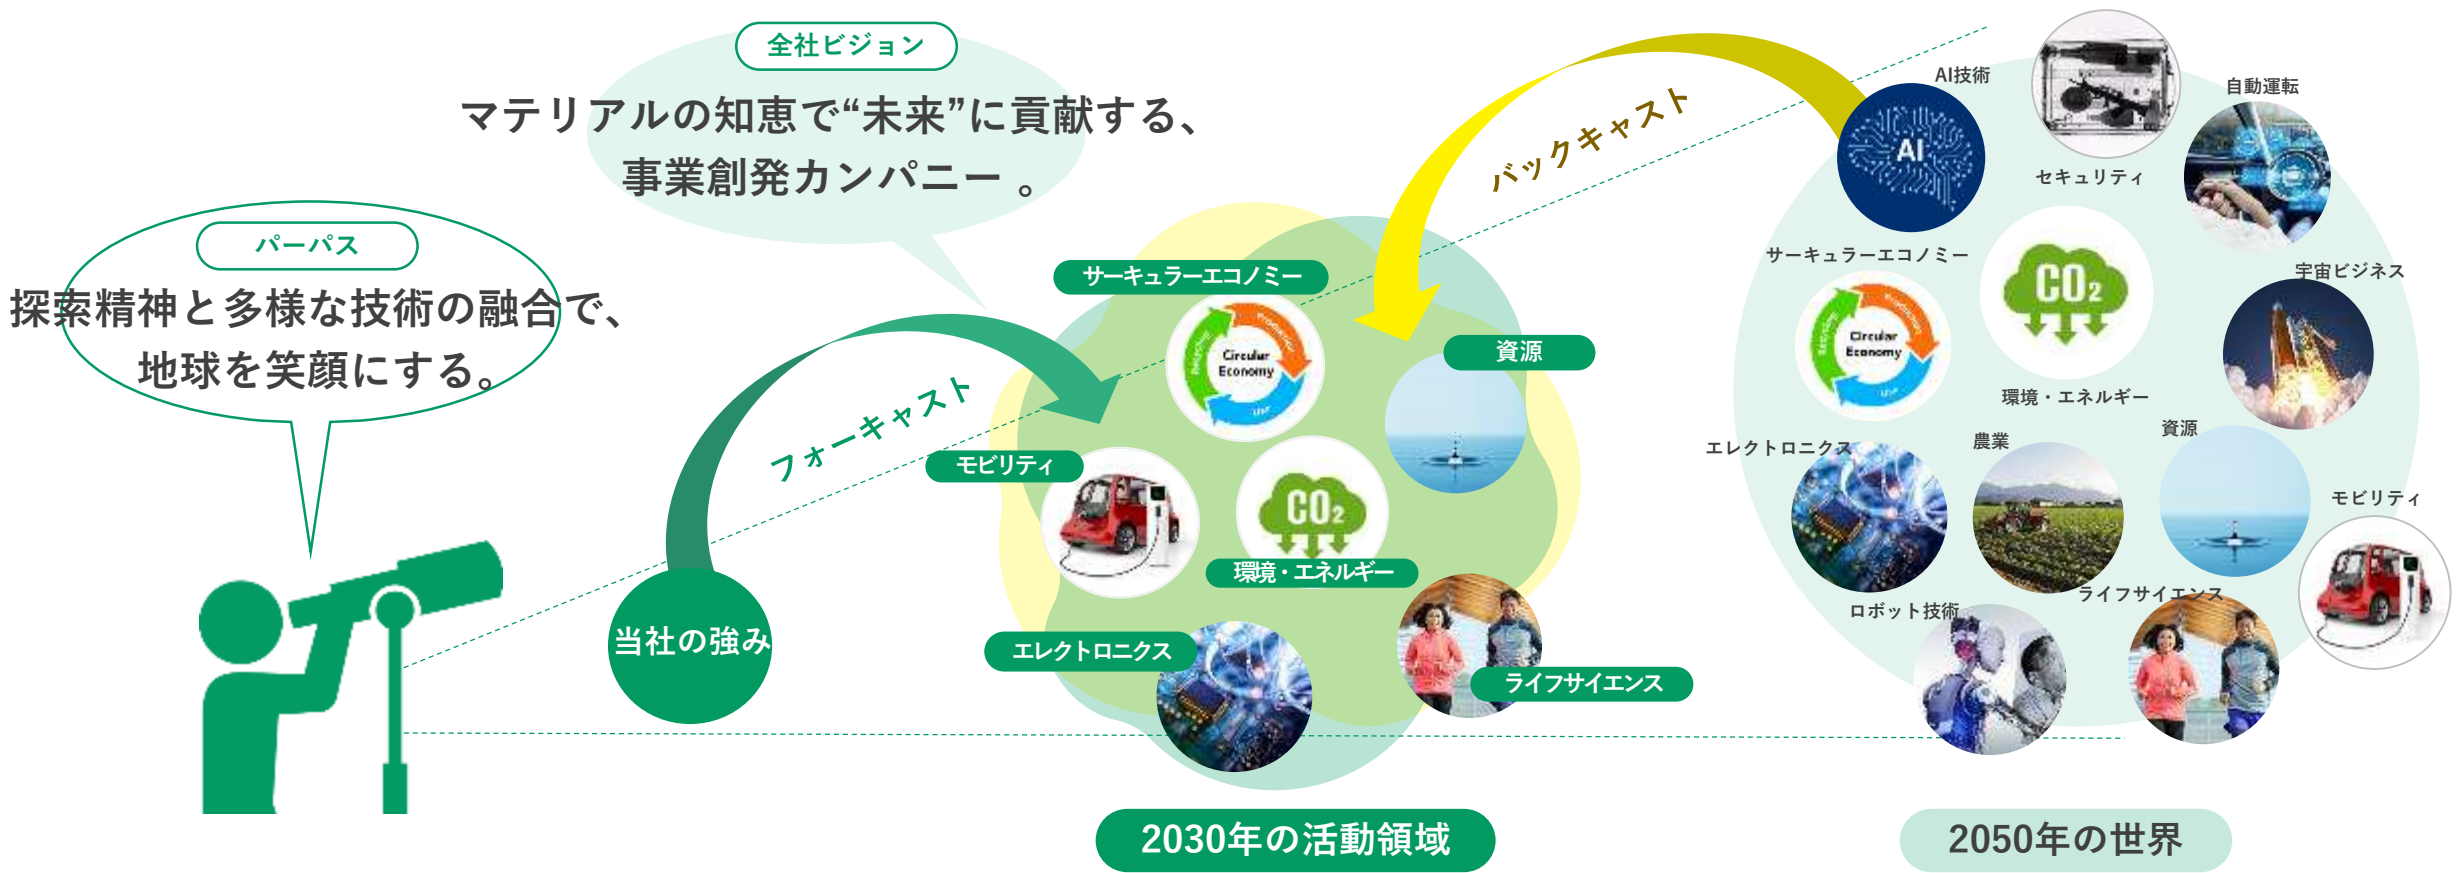 全社ビジョン
マテリアルの知恵で“未来”に貢献する、
事業創発カンパニー 。
パーパス
探索精神と多様な技術の融合で、
地球を笑顔にする。
当社の強み
フォーキャスト
バックキャスト
サーキュラーエコノミー
Production
Recycling
Use
Circular
Economy
資源
モビリティ
CO₂
環境・エネルギー
エレクトロニクス
ライフサイエンス
2030年の活動領域
AI技術
AI
セキュリティ
自動運転
サーキュラーエコノミー
Production
Recycling
Use
Circular
Economy
CO₂
環境・エネルギー
宇宙ビジネス
エレクトロニクス
農業
資源
モビリティ
ロボット技術
ライフサイエンス
2050年の世界